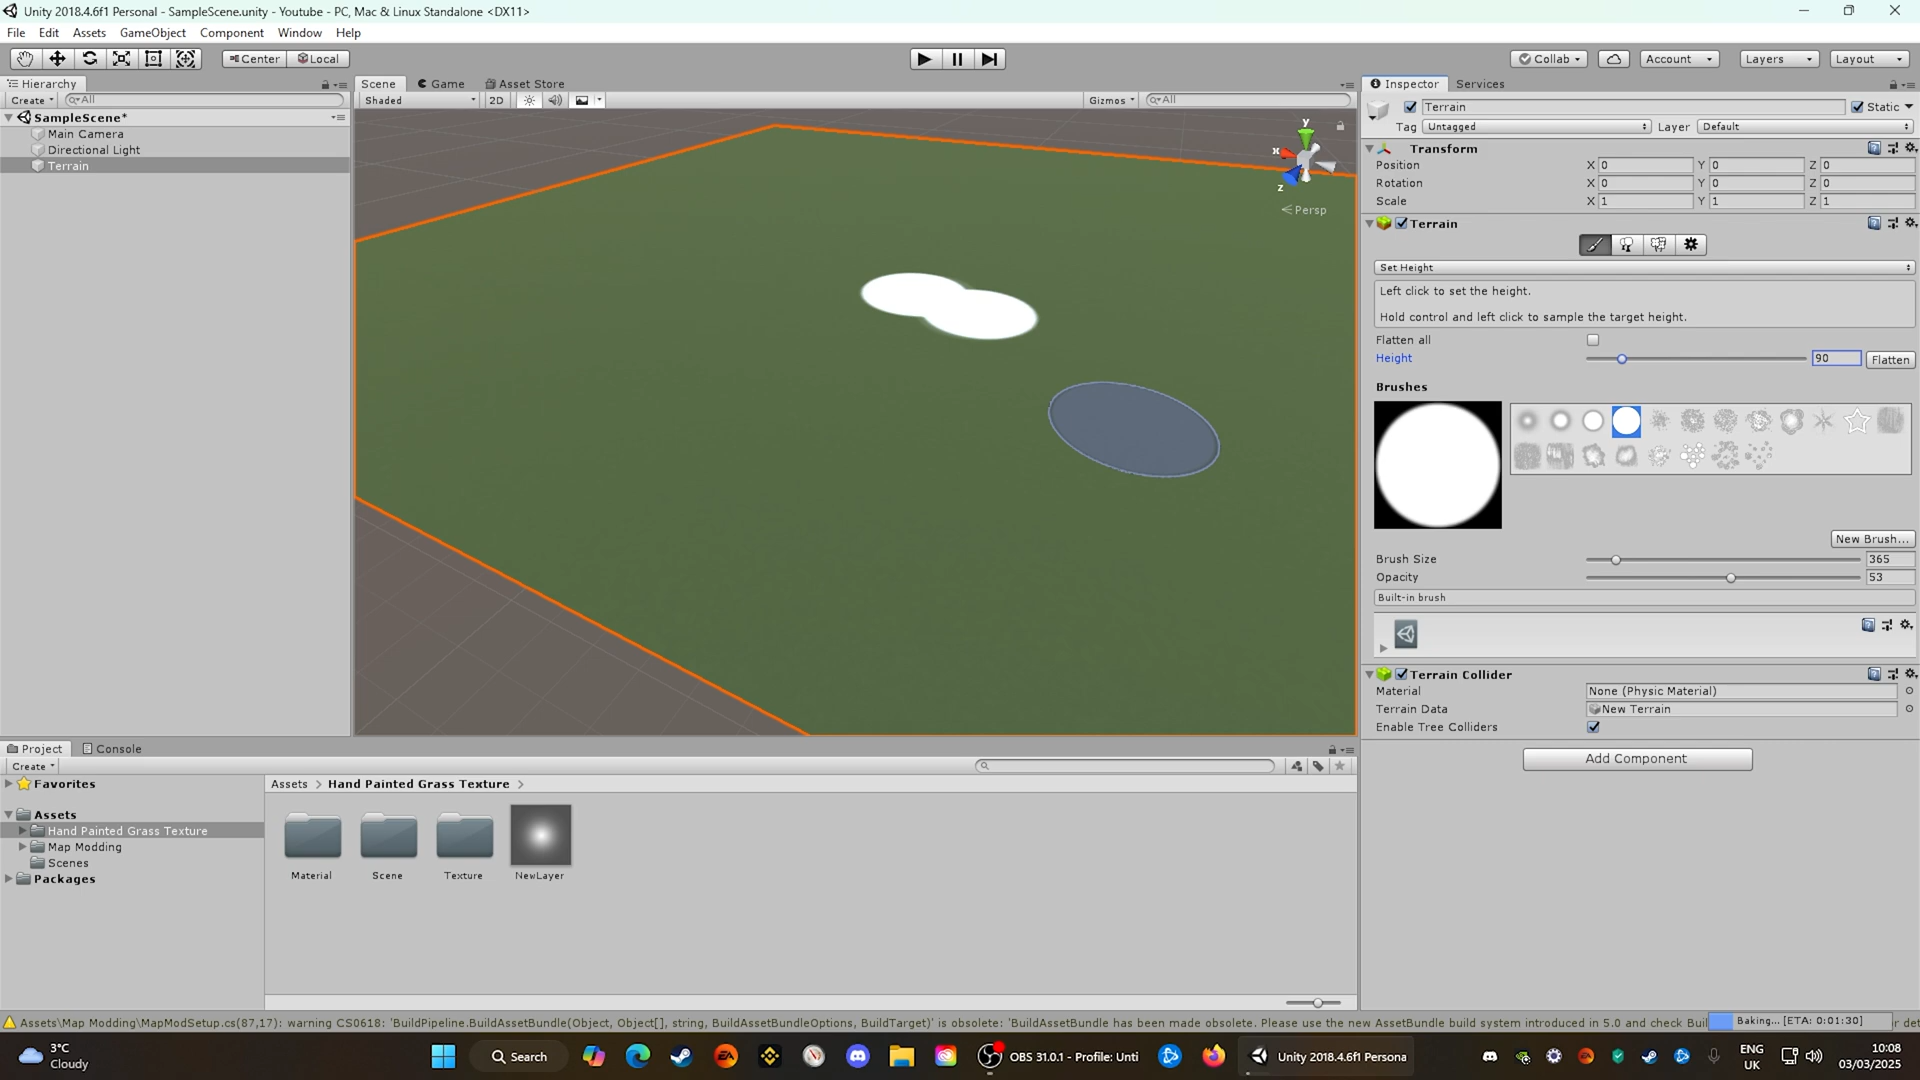 Unity 2018.4.6f1 Personal - SampleScene.unity - Youtube - PC, Mac & Linux Standalone <DX11>
File Edit Assets GameObject Component Window Help
Center Local Collab Account Layers Layout
Hierarchy
Create All
SampleScene*
Main Camera
Directional Light
Terrain
Scene Game Asset Store
Shaded 2D Gizmos All
y
x
z
Persp
Inspector Services
Terrain Static
Tag Untagged Layer Default
Transform
Position X 0 Y 0 Z 0
Rotation X 0 Y 0 Z 0
Scale X 1 Y 1 Z 1
Terrain
Set Height
Left click to set the height.
Hold control and left click to sample the target height.
Flatten all
Height 90 Flatten
Brushes
New Brush...
Brush Size 365
Opacity 53
Built-in brush
Terrain Collider
Material None (Physic Material)
Terrain Data New Terrain
Enable Tree Colliders
Add Component
Project Console
Create
Favorites
Assets
Hand Painted Grass Texture
Map Modding
Scenes
Packages
Assets > Hand Painted Grass Texture >
Material Scene Texture NewLayer
Assets\Map Modding\MapModSetup.cs(87,17): warning CS0618: 'BuildPipeline.BuildAssetBundle(Object, Object[], string, BuildAssetBundleOptions, BuildTarget)' is obsolete: 'BuildAssetBundle has been made obsolete. Please use the new AssetBundle build system introduced in 5.0 and check Buil
Baking... [ETA: 0:01:30]
3°C
Cloudy
Search
OBS 31.0.1 - Profile: Unti
Unity 2018.4.6f1 Persona
ENG
UK
10:08
03/03/2025